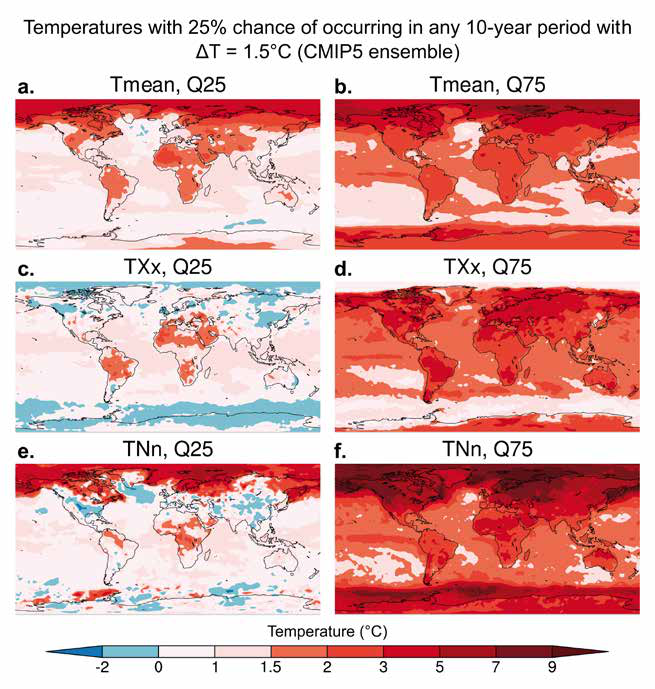 Temperatures with 25% chance of occurring in any 10-year period with
ΔT = 1.5°C (CMIP5 ensemble)
a. Tmean, Q25
b. Tmean, Q75
c. TXx, Q25
d. TXx, Q75
e. TNn, Q25
f. TNn, Q75
Temperature (°C)
-2 0 1 1.5 2 3 5 7 9